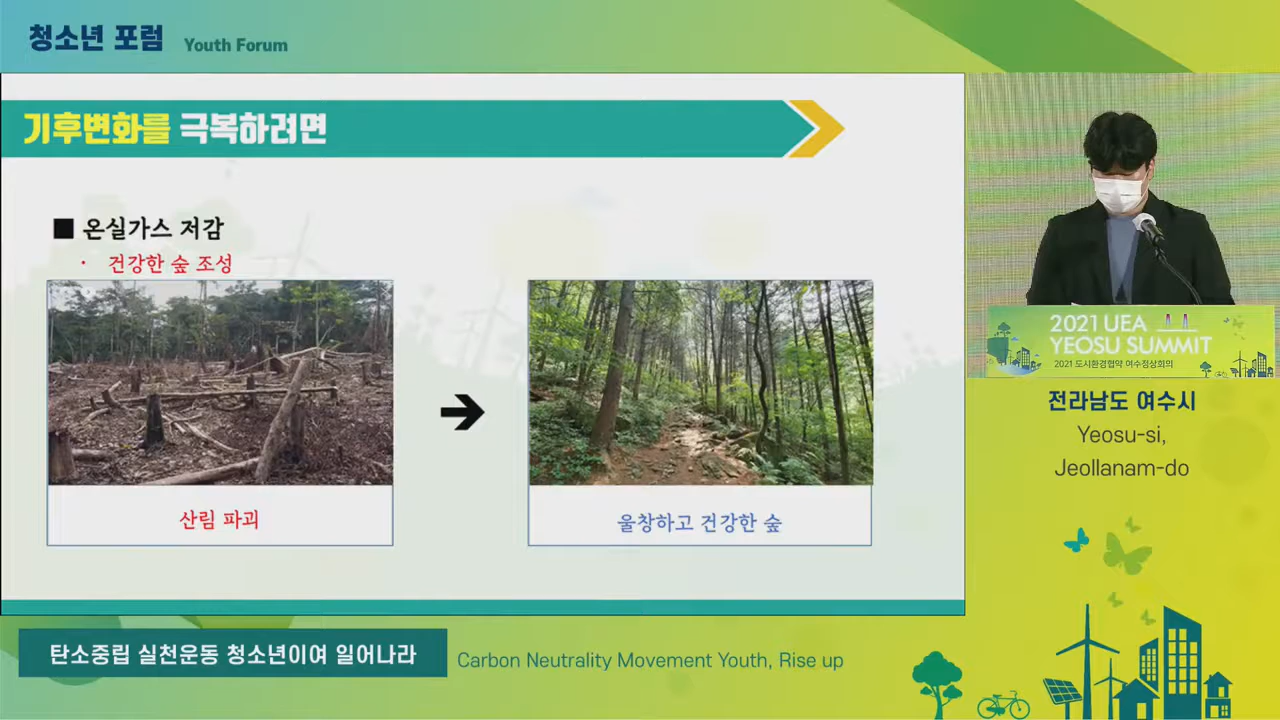 청소년 포럼 Youth Forum
기후변화를 극복하려면
■ 온실가스 저감
· 건강한 숲 조성
산림 파괴
울창하고 건강한 숲
2021 UEA
YEOSU SUMMIT
2021 도시환경협약 여수정상회의
전라남도 여수시
Yeosu-si,
Jeollanam-do
탄소중립 실천운동 청소년이여 일어나라 Carbon Neutrality Movement Youth, Rise up